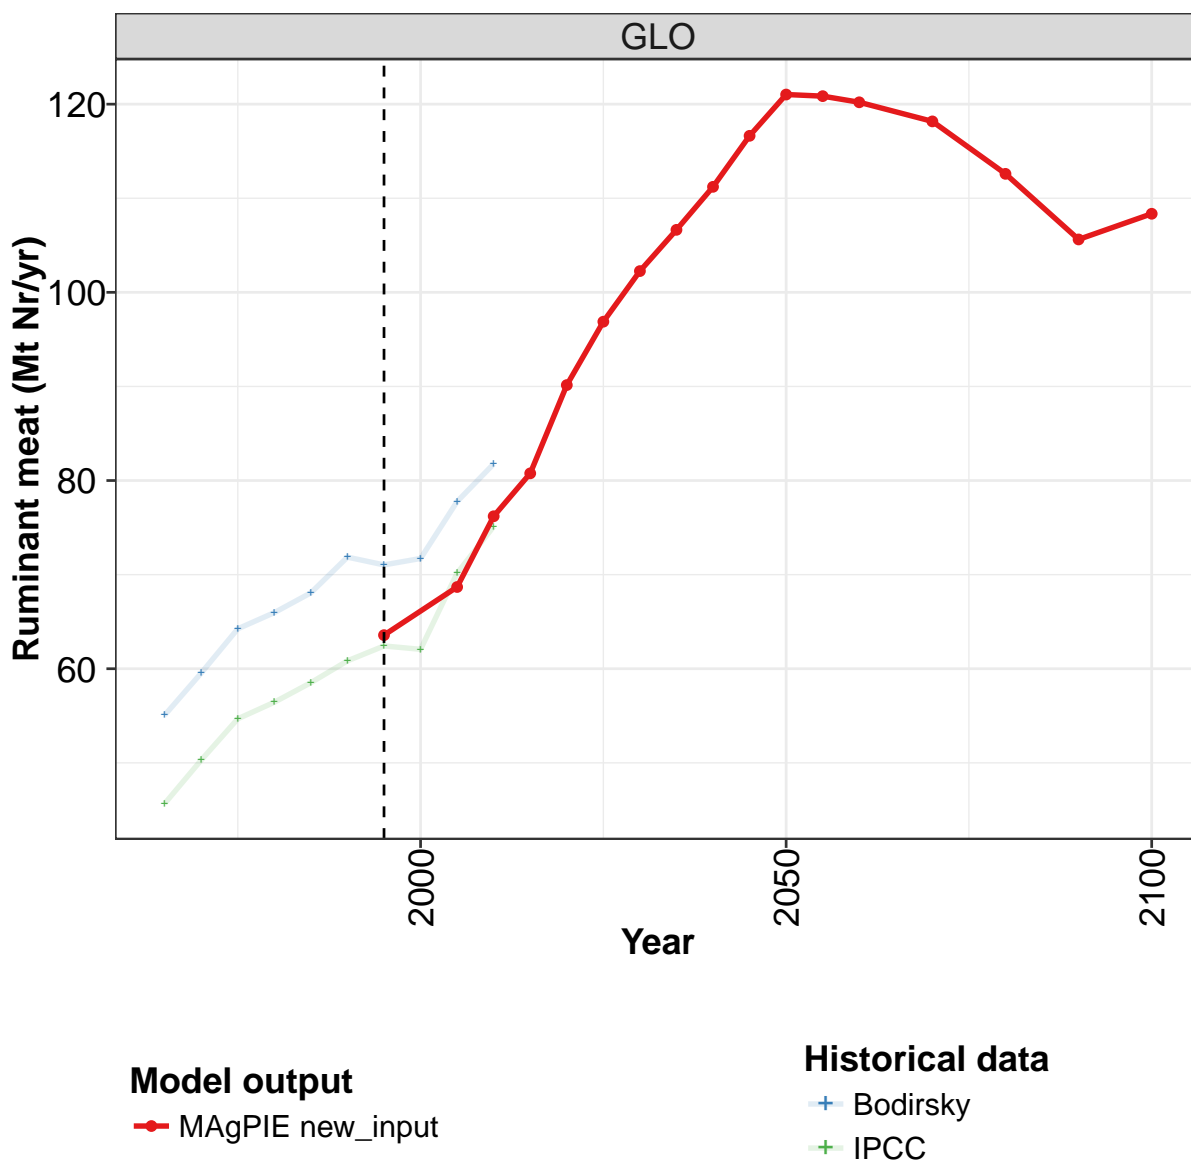 GLO
120
100
80
60
Ruminant meat (Mt Nr/yr)
2000
2050
2100
Year
Model output
MAgPIE new_input
Historical data
Bodirsky
IPCC